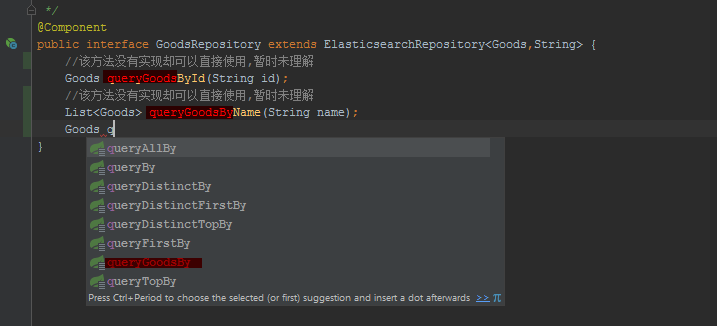 */
@Component
public interface GoodsRepository extends ElasticsearchRepository<Goods,String> {
//该方法没有实现却可以直接使用,暂时未理解
Goods queryGoodsById(String id);
//该方法没有实现却可以直接使用,暂时未理解
List<Goods> queryGoodsByName(String name);
Goods q
}
queryAllBy
queryBy
queryDistinctBy
queryDistinctFirstBy
queryDistinctTopBy
queryFirstBy
queryGoodsBy
queryTopBy
Press Ctrl+Period to choose the selected (or first) suggestion and insert a dot afterwards >> π